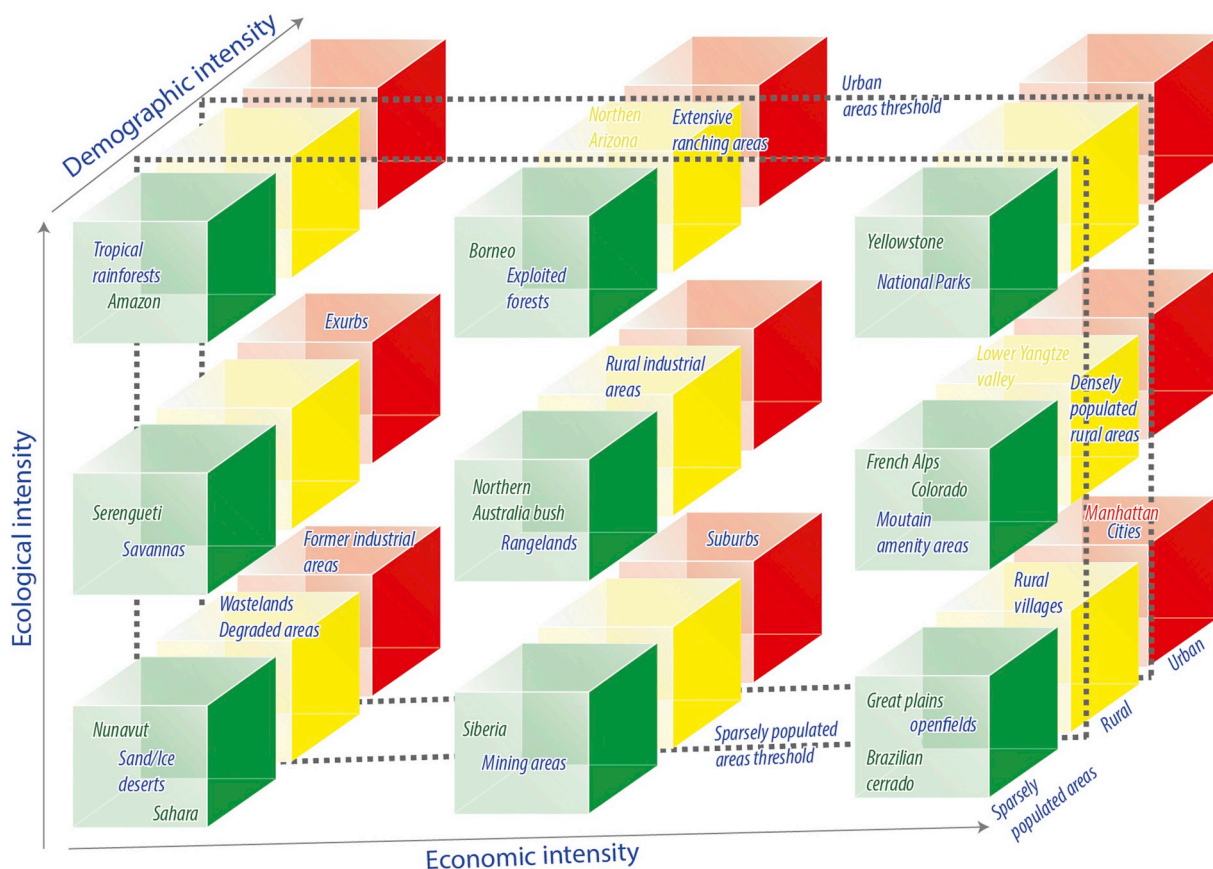 Demographic intensity
Urban
areas threshold
Northen
Arizona
Extensive
ranching areas
Tropical
rainforests
Amazon
Borneo
Exploited
forests
Yellowstone
National Parks
Exurbs
Rural industrial
areas
Lower Yangtze
valley
Densely
populated
rural areas
Ecological intensity
Serengueti
Savannas
Northern
Australia bush
Rangelands
French Alps
Colorado
Moutain
amenity areas
Former industrial
areas
Wastelands
Degraded areas
Suburbs
Manhattan
Cities
Rural
villages
Urban
Rural
Sparsely
populated areas
Nunavut
Sand/Ice
deserts
Sahara
Siberia
Mining areas
Sparsely populated
areas threshold
Great plains
openfields
Brazilian
cerrado
Economic intensity